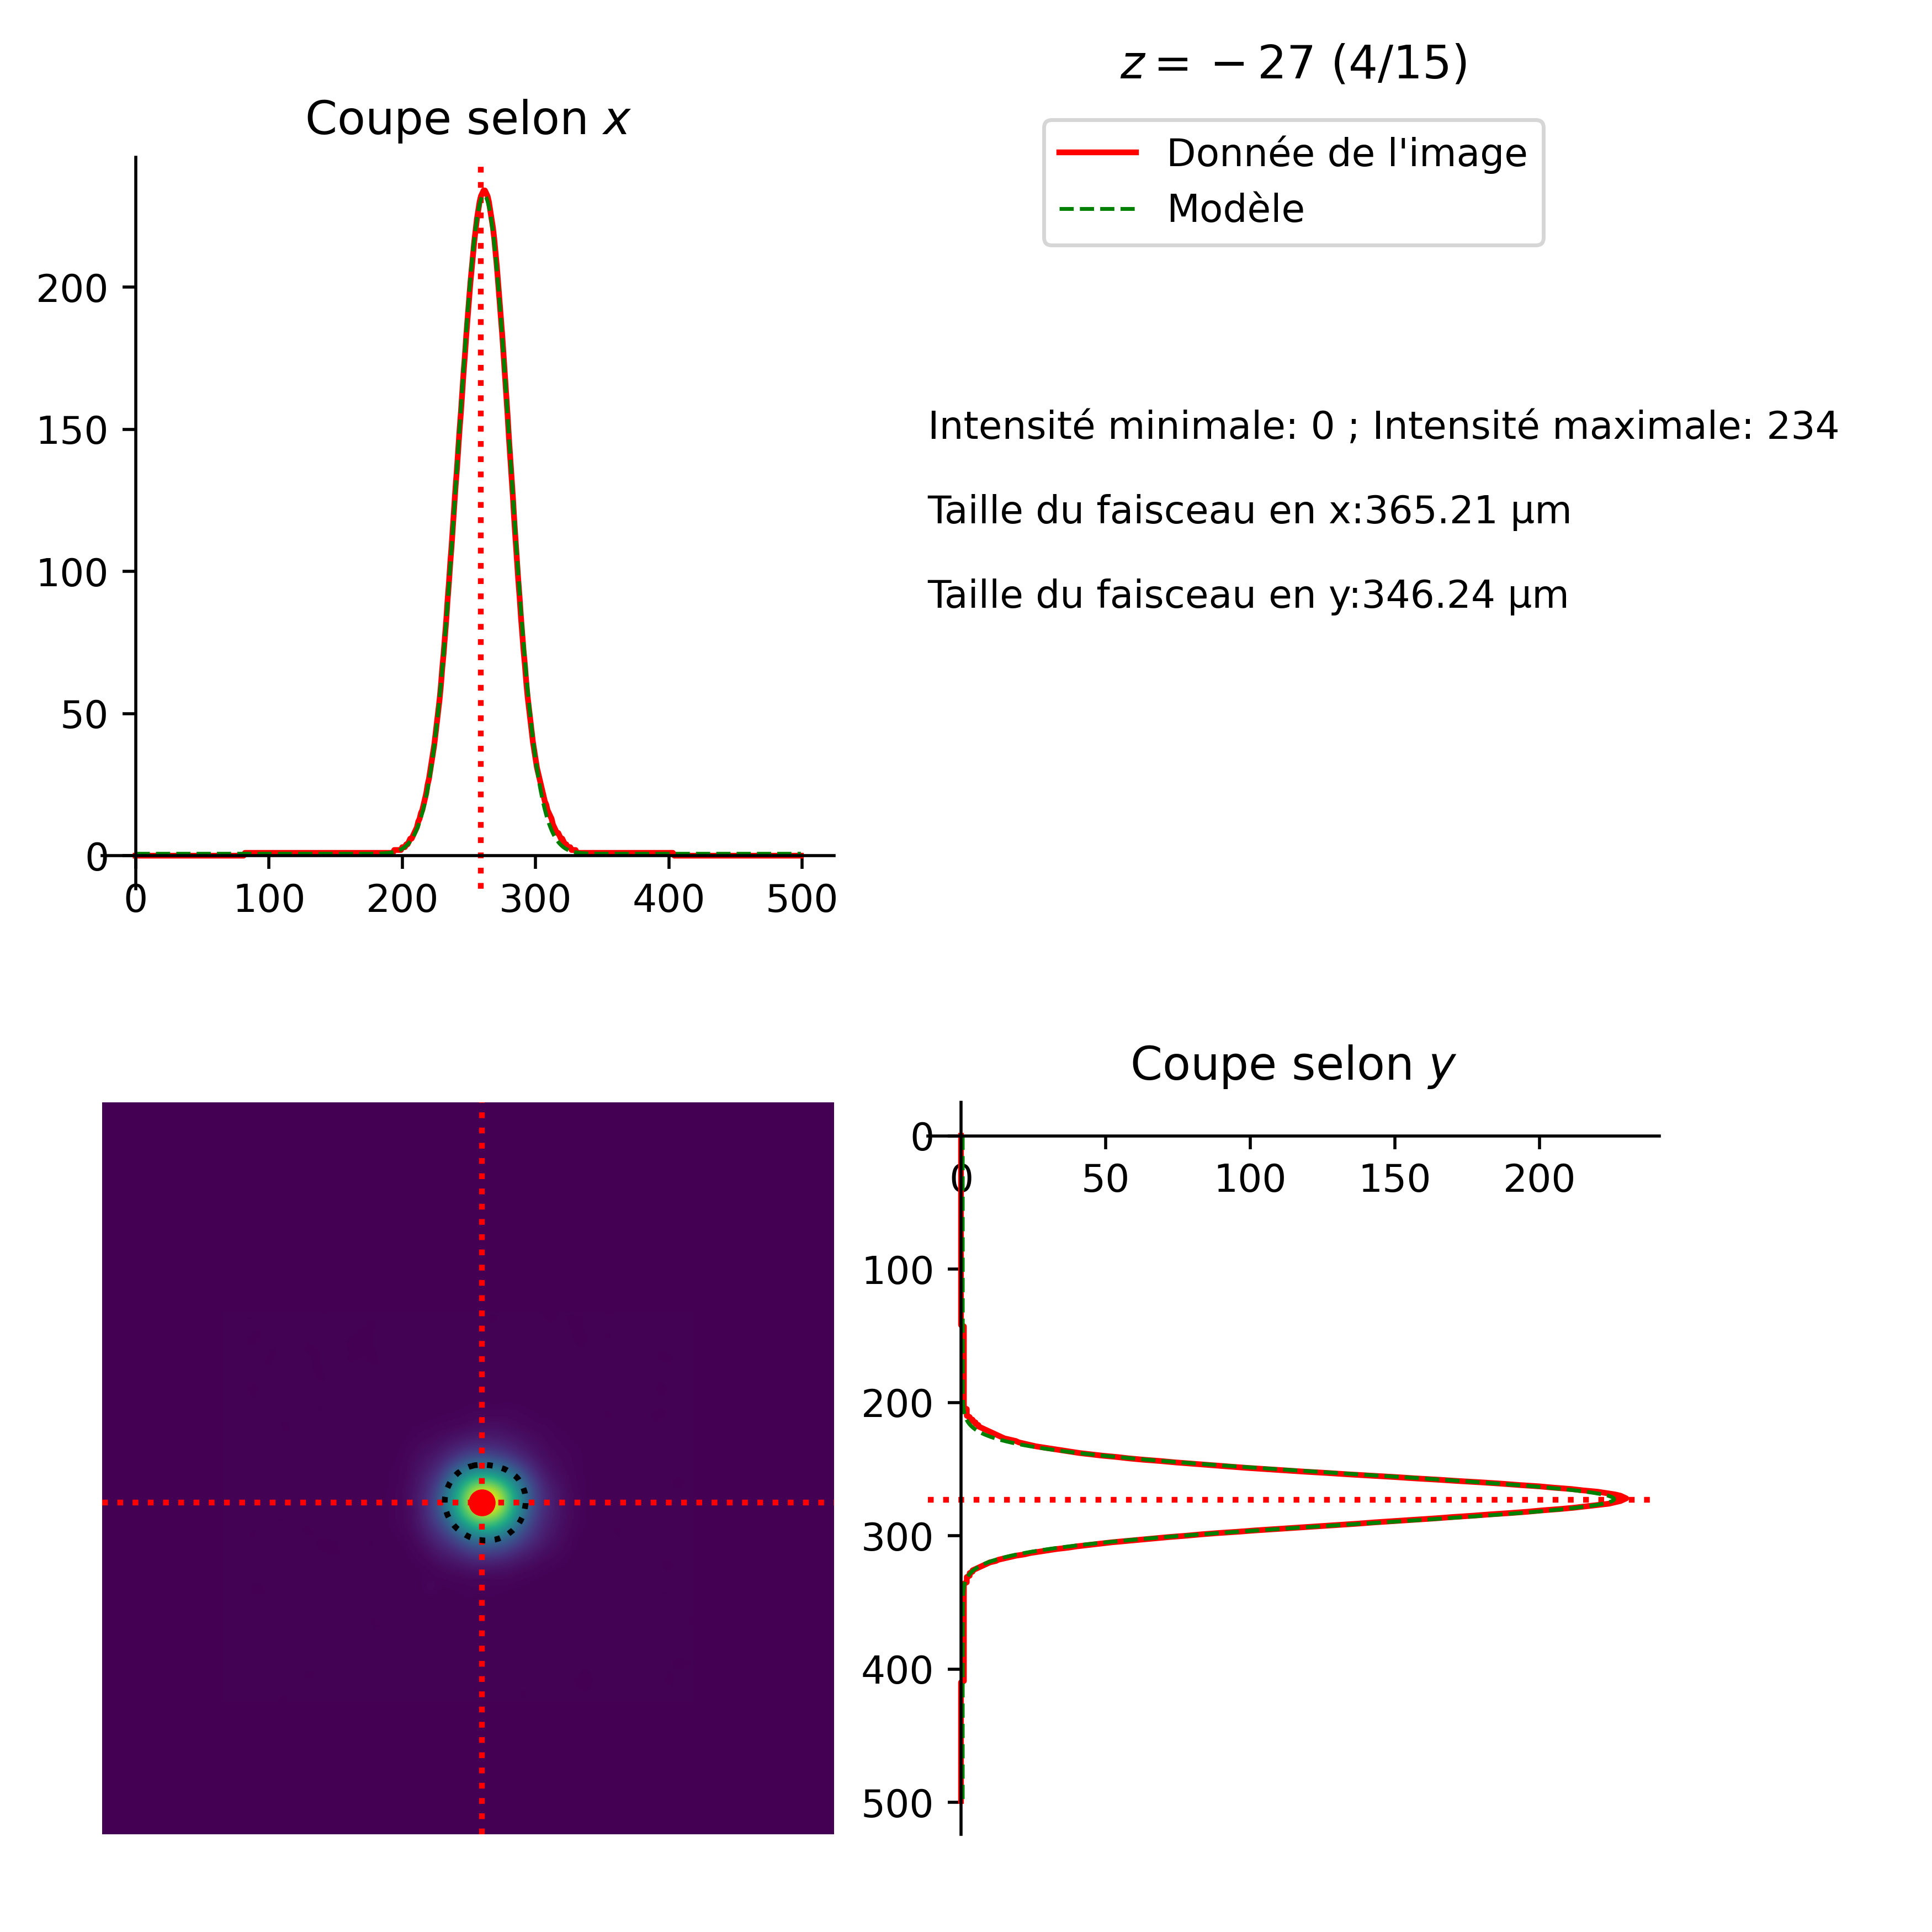 z = − 27 (4/15)
Coupe selon x
Donnée de l'image
Modèle
200
150
100
50
0
0 100 200 300 400 500
Intensité minimale: 0 ; Intensité maximale: 234
Taille du faisceau en x:365.21 µm
Taille du faisceau en y:346.24 µm
Coupe selon y
0
0 50 100 150 200
100
200
300
400
500